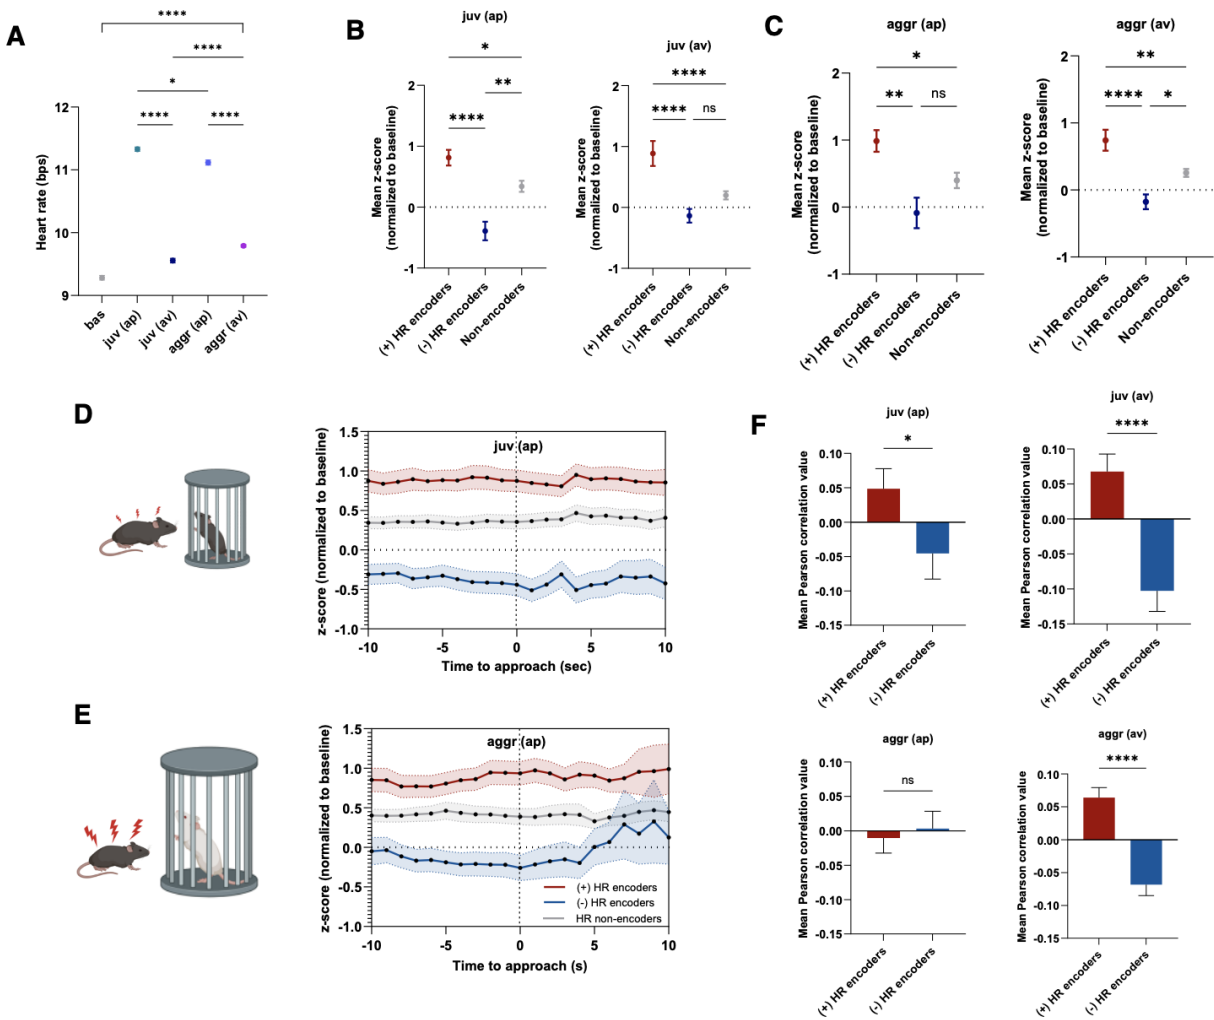 A
****
****
*
****
****
Heart rate (bps)
12
11
10
9
bas
juv (ap)
juv (av)
aggr (ap)
aggr (av)
B
juv (ap)
*
**
****
Mean z-score
(normalized to baseline)
2
1
0
-1
(+) HR encoders
(-) HR encoders
Non-encoders
juv (av)
****
****
ns
Mean z-score
(normalized to baseline)
2
1
0
-1
(+) HR encoders
(-) HR encoders
Non-encoders
C
aggr (ap)
*
**
ns
Mean z-score
(normalized to baseline)
2
1
0
-1
(+) HR encoders
(-) HR encoders
Non-encoders
aggr (av)
**
****
*
Mean z-score
(normalized to baseline)
2
1
0
-1
(+) HR encoders
(-) HR encoders
Non-encoders
D
juv (ap)
z-score (normalized to baseline)
1.5
1.0
0.5
0.0
-0.5
-1.0
-10
-5
0
5
10
Time to approach (sec)
E
aggr (ap)
z-score (normalized to baseline)
1.5
1.0
0.5
0.0
-0.5
-1.0
(+) HR encoders
(-) HR encoders
HR non-encoders
-10
-5
0
5
10
Time to approach (s)
F
juv (ap)
*
Mean Pearson correlation value
0.10
0.05
0.00
-0.05
-0.10
-0.15
(+) HR encoders
(-) HR encoders
juv (av)
****
Mean Pearson correlation value
0.10
0.05
0.00
-0.05
-0.10
-0.15
(+) HR encoders
(-) HR encoders
aggr (ap)
ns
Mean Pearson correlation value
0.10
0.05
0.00
-0.05
-0.10
-0.15
(+) HR encoders
(-) HR encoders
aggr (av)
****
Mean Pearson correlation value
0.10
0.05
0.00
-0.05
-0.10
-0.15
(+) HR encoders
(-) HR encoders